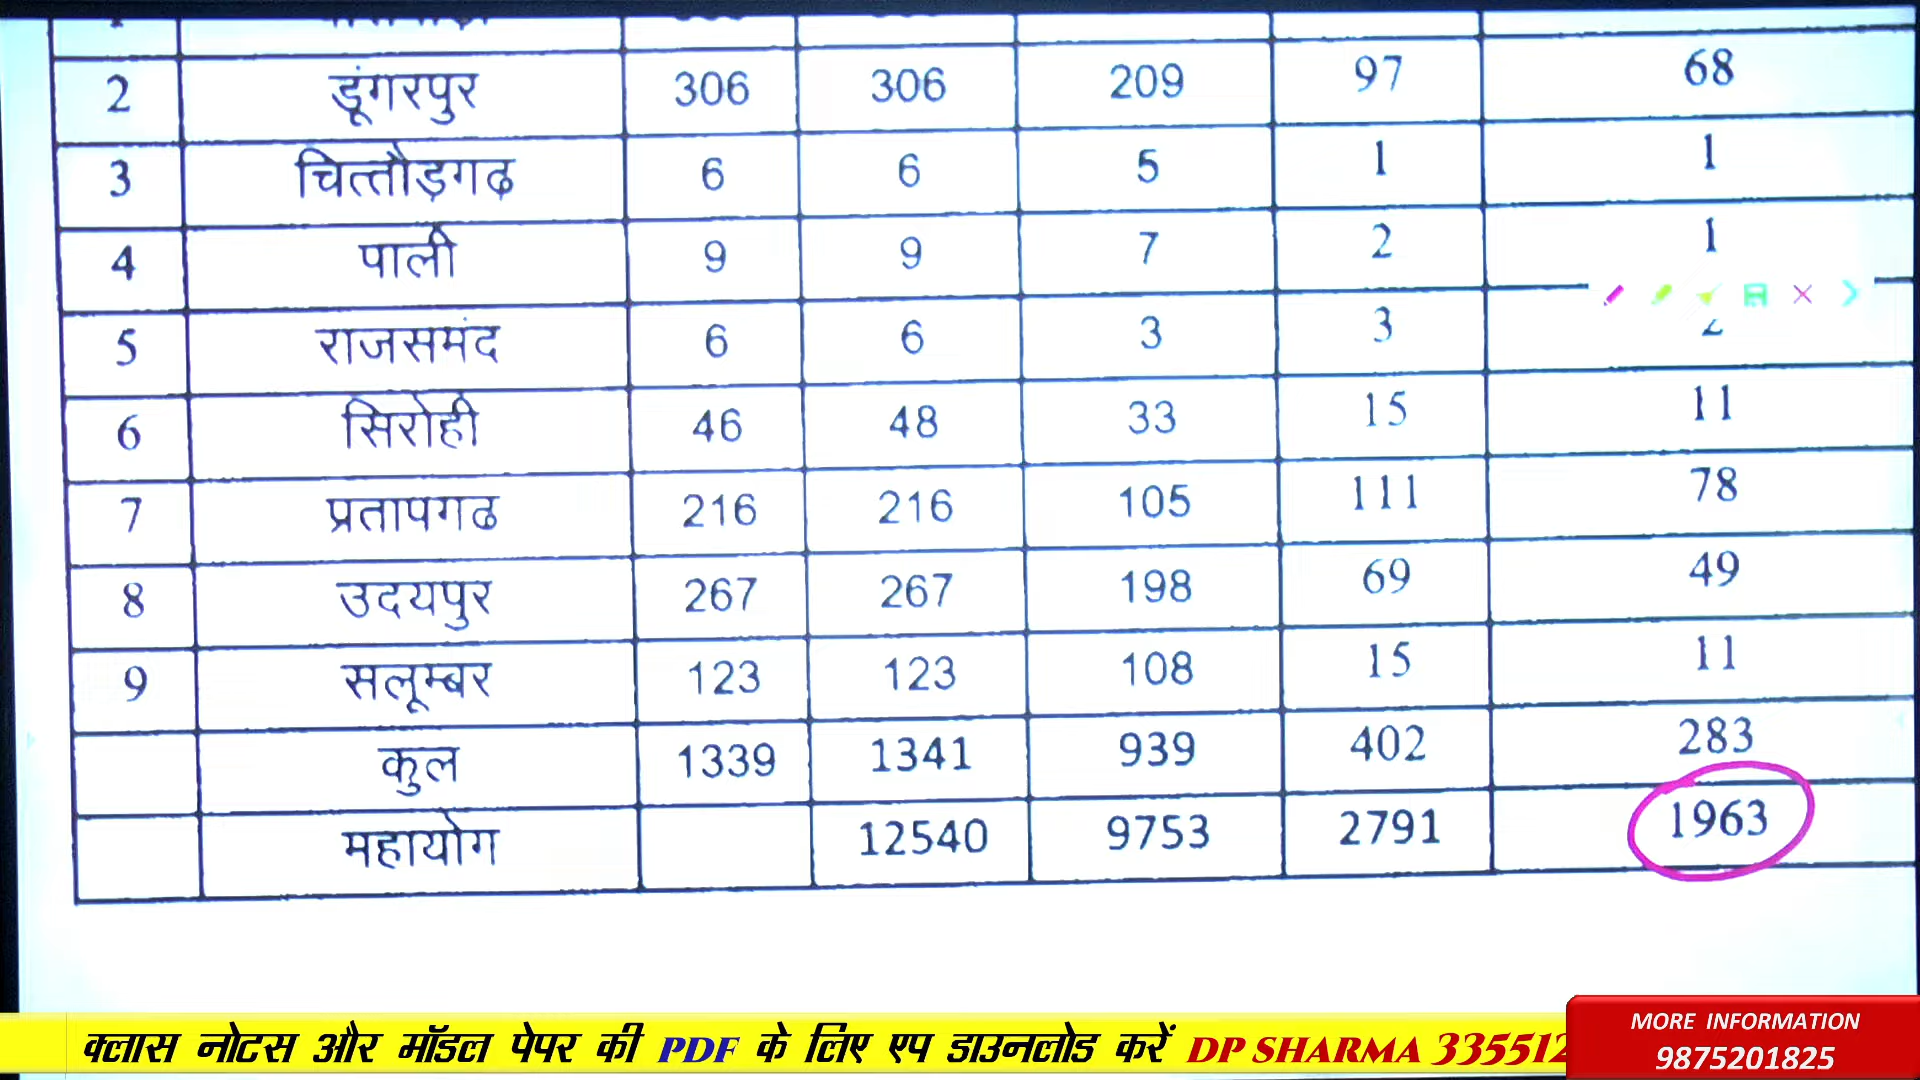 2 डूंगरपुर 306 306 209 97 68
3 चित्तौड़गढ 6 6 5 1 1
4 पाली 9 9 7 2 1
5 राजसमंद 6 6 3 3 2
6 सिरोही 46 48 33 15 11
7 प्रतापगढ 216 216 105 111 78
8 उदयपुर 267 267 198 69 49
9 सलूम्बर 123 123 108 15 11
कुल 1339 1341 939 402 283
महायोग 12540 9753 2791 1963
क्लास नोटस और मॉडल पेपर की PDF के लिए एप डाउनलोड करें DP SHARMA 335512
MORE INFORMATION
9875201825